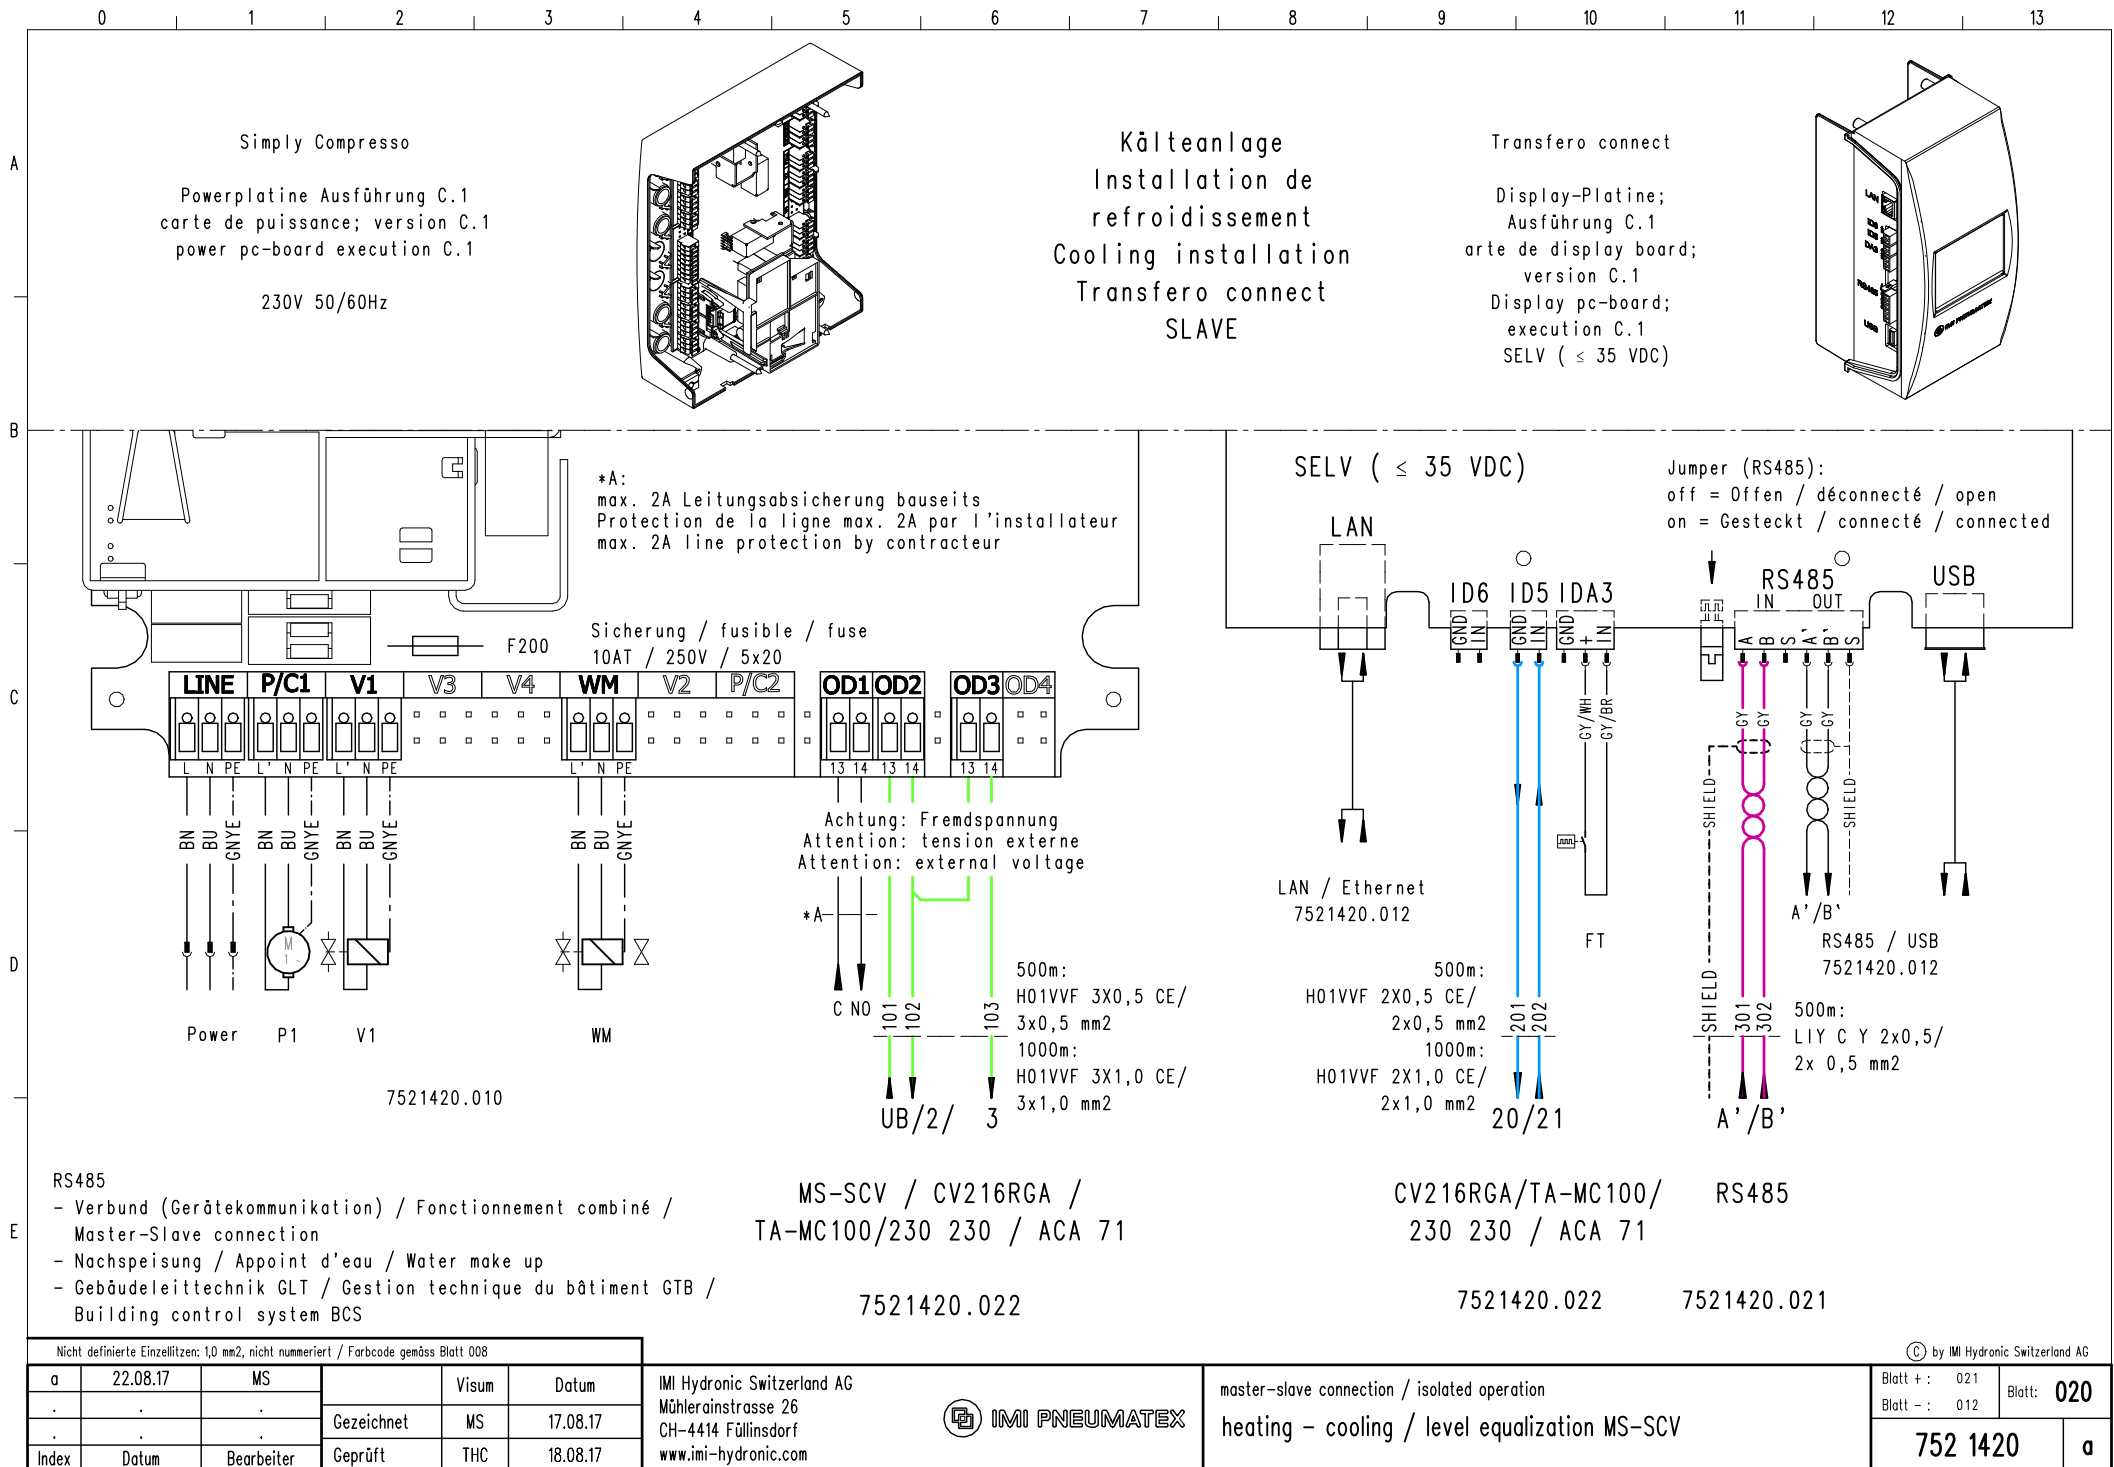 0 1 2 3 4 5 6 7 8 9 10 11 12 13
A
B
C
D
E
Simply Compresso
Powerplatine Ausführung C.1
carte de puissance; version C.1
power pc-board execution C.1
230V 50/60Hz
Kälteanlage
Installation de
refroidissement
Cooling installation
Transfero connect
SLAVE
Transfero connect
Display-Platine;
Ausführung C.1
arte de display board;
version C.1
Display pc-board;
execution C.1
SELV ( ≤ 35 VDC)
LAN
ID6
ID5
DA3
RS485
USB
IMI PNEUMATEX
*A:
max. 2A Leitungsabsicherung bauseits
Protection de la ligne max. 2A par l'installateur
max. 2A line protection by contracteur
F200
Sicherung / fusible / fuse
10AT / 250V / 5x20
LINE P/C1 V1 V3 V4 WM V2 P/C2 OD1 OD2 OD3 OD4
L N PE L' N PE L' N PE L' N PE 13 14 13 14 13 14
BN BU GNYE BN BU GNYE BN BU GNYE BN BU GNYE
Achtung: Fremdspannung
Attention: tension externe
Attention: external voltage
*A
M
1 ~
C NO
101 102 103
Power P1 V1 WM
7521420.010
500m:
H01VVF 3X0,5 CE/
3x0,5 mm2
1000m:
H01VVF 3X1,0 CE/
3x1,0 mm2
UB/2/ 3
MS-SCV / CV216RGA /
TA-MC100/230 230 / ACA 71
7521420.022
SELV ( ≤ 35 VDC)
Jumper (RS485):
off = Offen / déconnecté / open
on = Gesteckt / connecté / connected
LAN
ID6 ID5 IDA3
RS485
IN OUT
USB
GND IN GND IN GND + IN A B S A' B' S
GY/WH GY/BR
GY GY GY GY
SHIELD SHIELD
LAN / Ethernet
7521420.012
FT
A'/B'
RS485 / USB
7521420.012
500m:
H01VVF 2X0,5 CE/
2x0,5 mm2
1000m:
H01VVF 2X1,0 CE/
2x1,0 mm2
201 202
20/21
SHIELD 301 302
500m:
LIY C Y 2x0,5/
2x 0,5 mm2
A'/B'
CV216RGA/TA-MC100/
230 230 / ACA 71
7521420.022
RS485
7521420.021
RS485
- Verbund (Gerätekommunikation) / Fonctionnement combiné /
Master-Slave connection
- Nachspeisung / Appoint d'eau / Water make up
- Gebäudeleittechnik GLT / Gestion technique du bâtiment GTB /
Building control system BCS
Nicht definierte Einzellitzen: 1,0 mm2, nicht nummeriert / Farbcode gemäss Blatt 008
© by IMI Hydronic Switzerland AG
a 22.08.17 MS
. . .
. . .
Index Datum Bearbeiter
Visum Datum
Gezeichnet MS 17.08.17
Geprüft THC 18.08.17
IMI Hydronic Switzerland AG
Mühlerainstrasse 26
CH-4414 Füllinsdorf
www.imi-hydronic.com
IMI PNEUMATEX
master-slave connection / isolated operation
heating - cooling / level equalization MS-SCV
Blatt + : 021
Blatt - : 012
Blatt: 020
752 1420 a